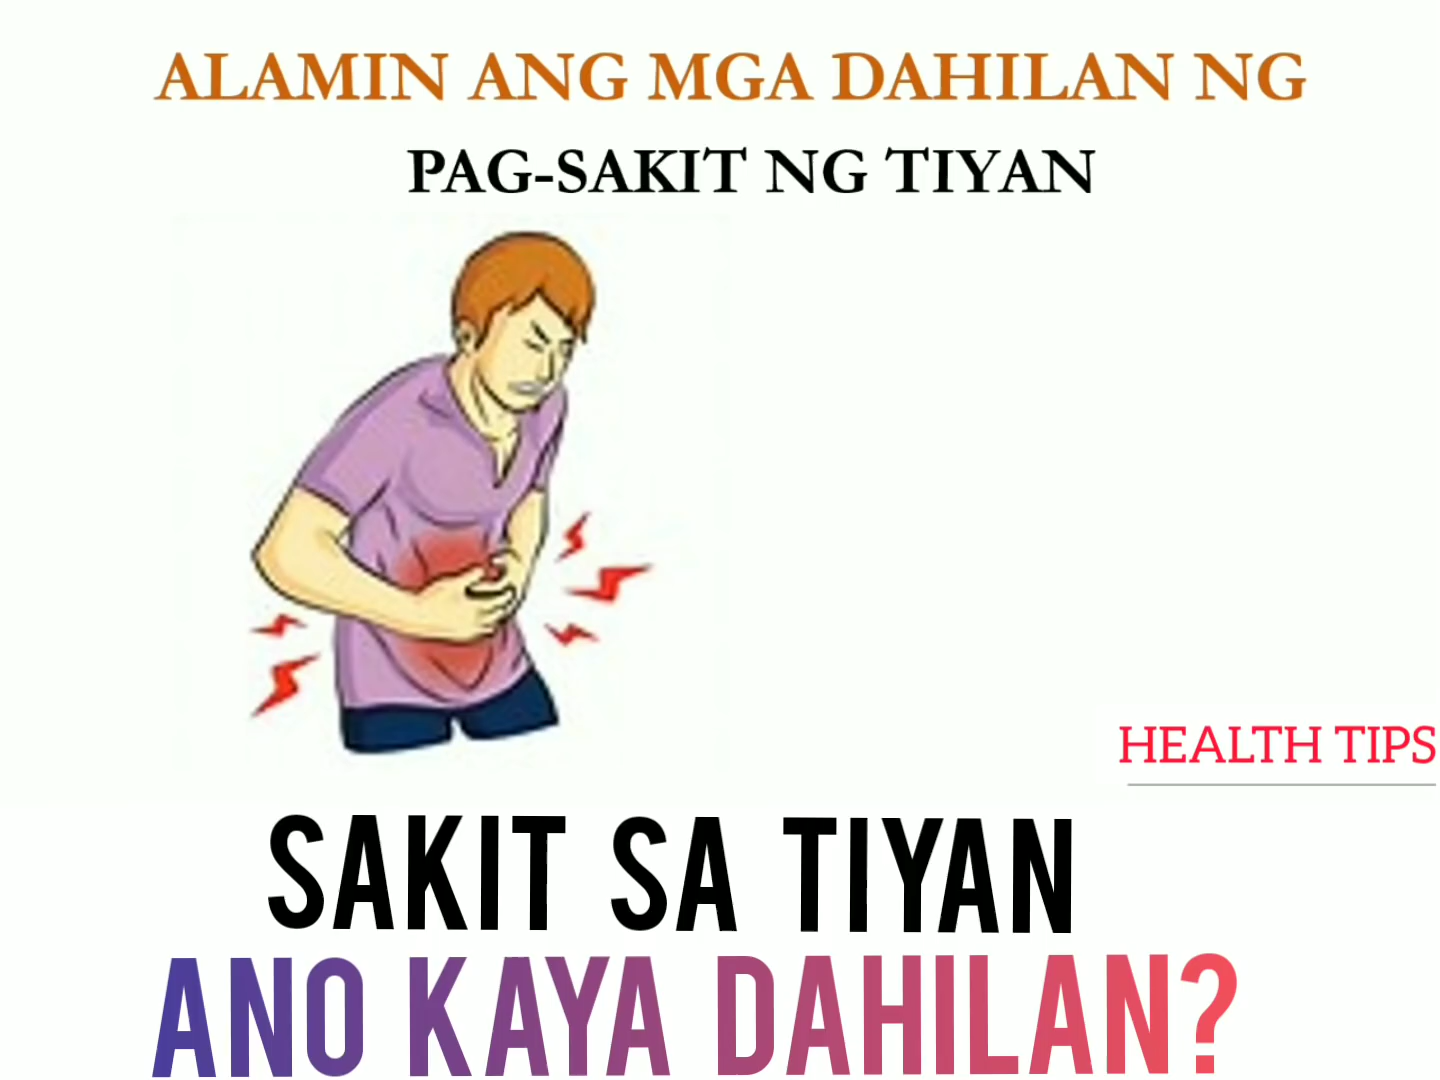 ALAMIN ANG MGA DAHILAN NG
PAG-SAKIT NG TIYAN
HEALTH TIPS
SAKIT SA TIYAN
ANO KAYA DAHILAN?